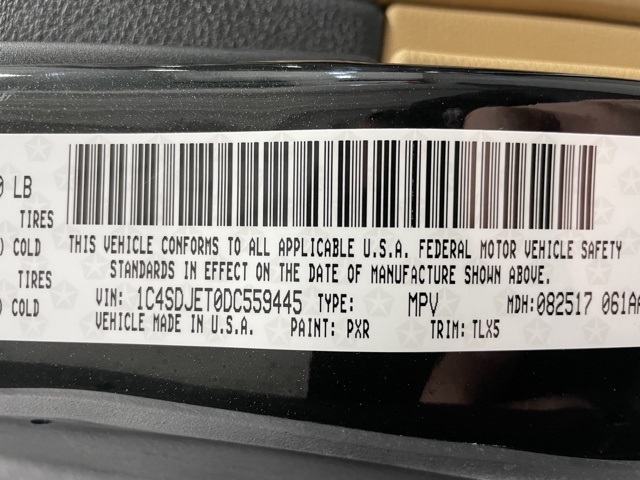 0 LB
TIRES
COLD
TIRES
COLD
THIS VEHICLE CONFORMS TO ALL APPLICABLE U.S.A. FEDERAL MOTOR VEHICLE SAFETY
STANDARDS IN EFFECT ON THE DATE OF MANUFACTURE SHOWN ABOVE.
VIN: 1C4SDJET0DC559445 TYPE: MPV MDH:082517 061AA
VEHICLE MADE IN U.S.A. PAINT: PXR TRIM: TLX5